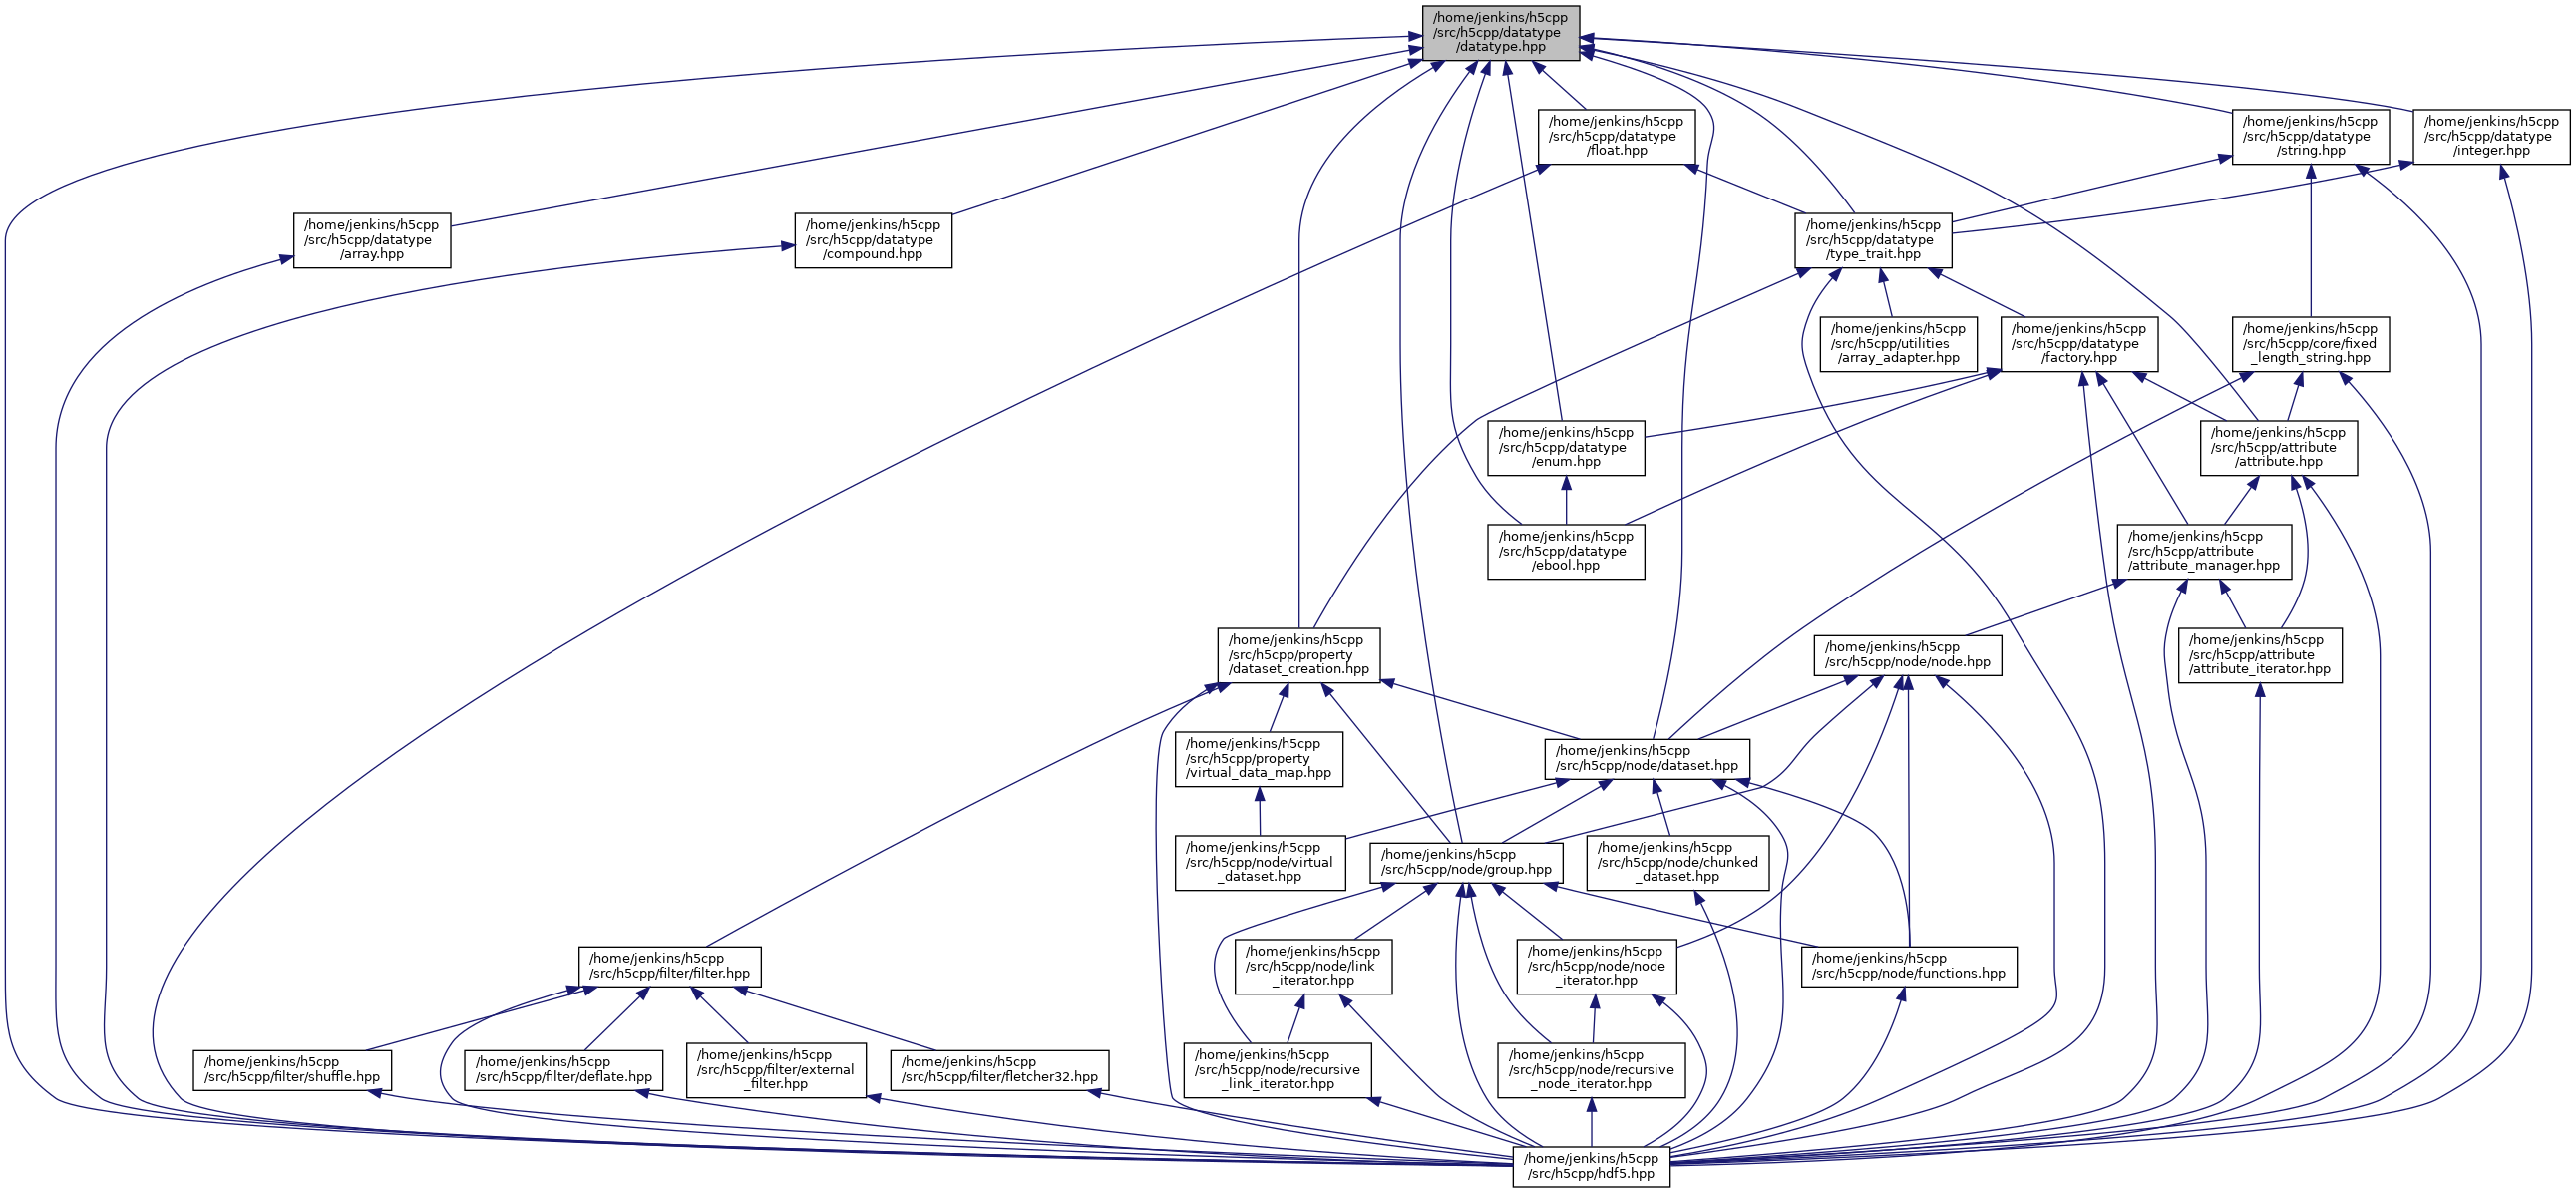 /home/jenkins/h5cpp
/src/h5cpp/datatype
/datatype.hpp
/home/jenkins/h5cpp
/src/h5cpp/datatype
/float.hpp
/home/jenkins/h5cpp
/src/h5cpp/datatype
/string.hpp
/home/jenkins/h5cpp
/src/h5cpp/datatype
/integer.hpp
/home/jenkins/h5cpp
/src/h5cpp/datatype
/array.hpp
/home/jenkins/h5cpp
/src/h5cpp/datatype
/compound.hpp
/home/jenkins/h5cpp
/src/h5cpp/datatype
/type_trait.hpp
/home/jenkins/h5cpp
/src/h5cpp/utilities
/array_adapter.hpp
/home/jenkins/h5cpp
/src/h5cpp/datatype
/factory.hpp
/home/jenkins/h5cpp
/src/h5cpp/core/fixed
_length_string.hpp
/home/jenkins/h5cpp
/src/h5cpp/datatype
/enum.hpp
/home/jenkins/h5cpp
/src/h5cpp/attribute
/attribute.hpp
/home/jenkins/h5cpp
/src/h5cpp/datatype
/ebool.hpp
/home/jenkins/h5cpp
/src/h5cpp/attribute
/attribute_manager.hpp
/home/jenkins/h5cpp
/src/h5cpp/property
/dataset_creation.hpp
/home/jenkins/h5cpp
/src/h5cpp/node/node.hpp
/home/jenkins/h5cpp
/src/h5cpp/attribute
/attribute_iterator.hpp
/home/jenkins/h5cpp
/src/h5cpp/property
/virtual_data_map.hpp
/home/jenkins/h5cpp
/src/h5cpp/node/dataset.hpp
/home/jenkins/h5cpp
/src/h5cpp/node/virtual
_dataset.hpp
/home/jenkins/h5cpp
/src/h5cpp/node/group.hpp
/home/jenkins/h5cpp
/src/h5cpp/node/chunked
_dataset.hpp
/home/jenkins/h5cpp
/src/h5cpp/filter/filter.hpp
/home/jenkins/h5cpp
/src/h5cpp/node/link
_iterator.hpp
/home/jenkins/h5cpp
/src/h5cpp/node/node
_iterator.hpp
/home/jenkins/h5cpp
/src/h5cpp/node/functions.hpp
/home/jenkins/h5cpp
/src/h5cpp/filter/shuffle.hpp
/home/jenkins/h5cpp
/src/h5cpp/filter/deflate.hpp
/home/jenkins/h5cpp
/src/h5cpp/filter/external
_filter.hpp
/home/jenkins/h5cpp
/src/h5cpp/filter/fletcher32.hpp
/home/jenkins/h5cpp
/src/h5cpp/node/recursive
_link_iterator.hpp
/home/jenkins/h5cpp
/src/h5cpp/node/recursive
_node_iterator.hpp
/home/jenkins/h5cpp
/src/h5cpp/hdf5.hpp